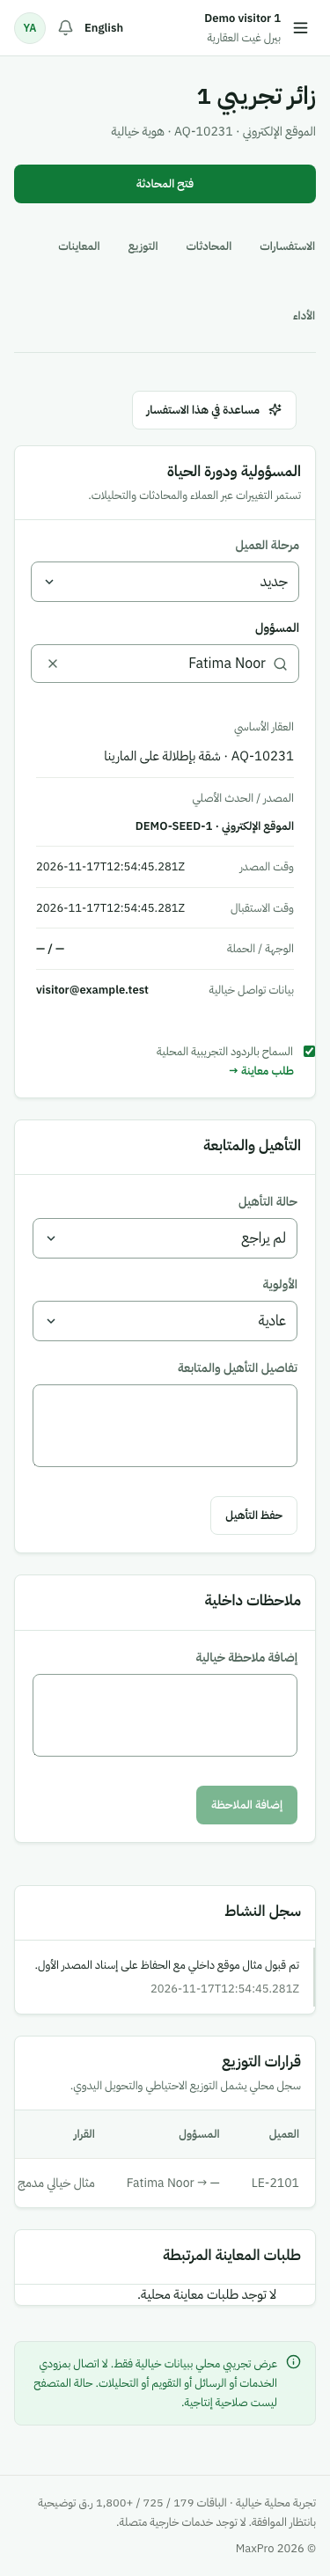 Demo visitor 1
بيرل غيت العقارية
English
YA
زائر تجريبي 1
الموقع الإلكتروني · AQ-10231 · هوية خيالية
فتح المحادثة
الاستفسارات
المحادثات
التوزيع
المعاينات
الأداء
مساعدة في هذا الاستفسار
المسؤولية ودورة الحياة
تستمر التغييرات عبر العملاء والمحادثات والتحليلات.
مرحلة العميل
جديد
المسؤول
Fatima Noor
العقار الأساسي
AQ-10231 · شقة بإطلالة على المارينا
المصدر / الحدث الأصلي
الموقع الإلكتروني · DEMO-SEED-1
وقت المصدر
2026-11-17T12:54:45.281Z
وقت الاستقبال
2026-11-17T12:54:45.281Z
الوجهة / الحملة
— / —
بيانات تواصل خيالية
visitor@example.test
السماح بالردود التجريبية المحلية
طلب معاينة →
التأهيل والمتابعة
حالة التأهيل
لم يراجع
الأولوية
عادية
تفاصيل التأهيل والمتابعة
حفظ التأهيل
ملاحظات داخلية
إضافة ملاحظة خيالية
إضافة الملاحظة
سجل النشاط
تم قبول مثال موقع داخلي مع الحفاظ على إسناد المصدر الأول.
2026-11-17T12:54:45.281Z
قرارات التوزيع
سجل محلي يشمل التوزيع الاحتياطي والتحويل اليدوي.
العميل
المسؤول
القرار
LE-2101
— → Fatima Noor
مثال خيالي مدمج
طلبات المعاينة المرتبطة
لا توجد طلبات معاينة محلية.
عرض تجريبي محلي ببيانات خيالية فقط. لا اتصال بمزودي
الخدمات أو الرسائل أو التقويم أو التحليلات. حالة المتصفح
ليست صلاحية إنتاجية.
تجربة محلية خيالية · الباقات 179 / 725 / +1,800 ر.ق توضيحية
بانتظار الموافقة. لا توجد خدمات خارجية متصلة.
© 2026 MaxPro